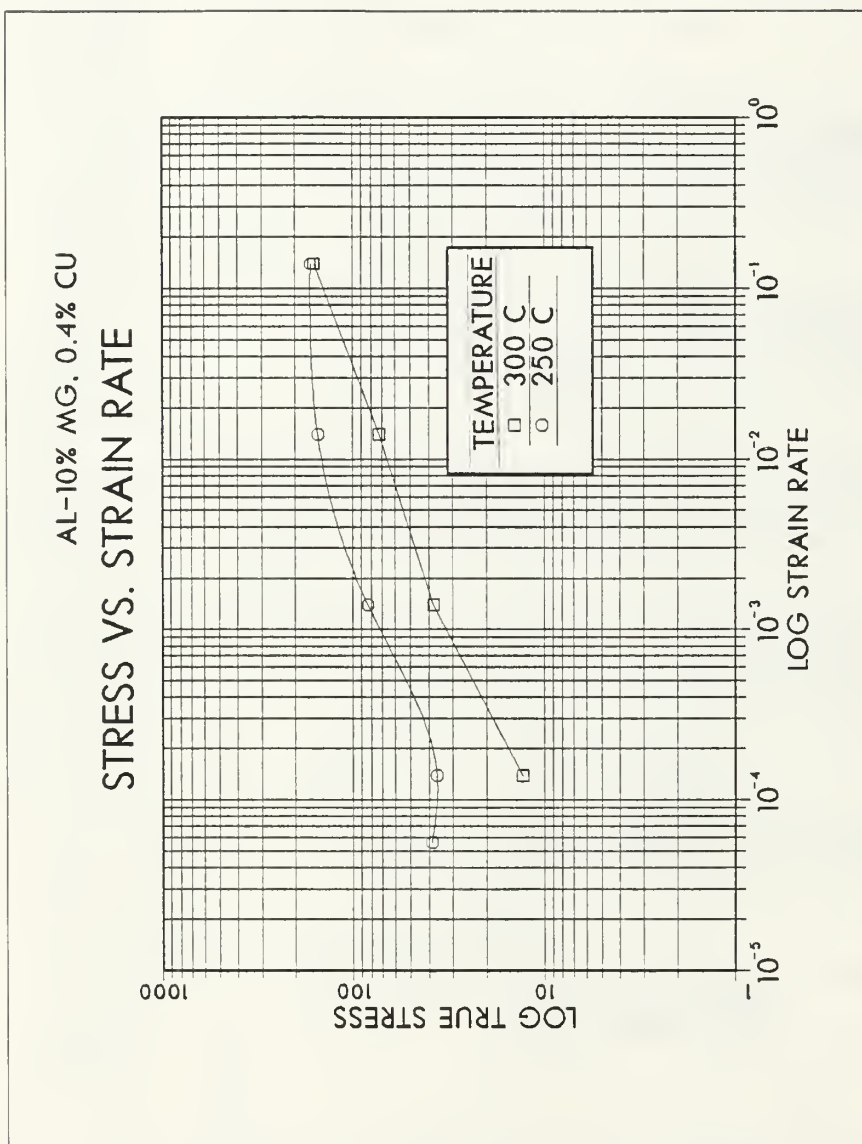 AL-10% MG, 0.4% CU
STRESS VS. STRAIN RATE
LOG TRUE STRESS
1000
100
10
1
TEMPERATURE
300 C
250 C
10⁻⁵
10⁻⁴
10⁻³
10⁻²
10⁻¹
10⁰
LOG STRAIN RATE